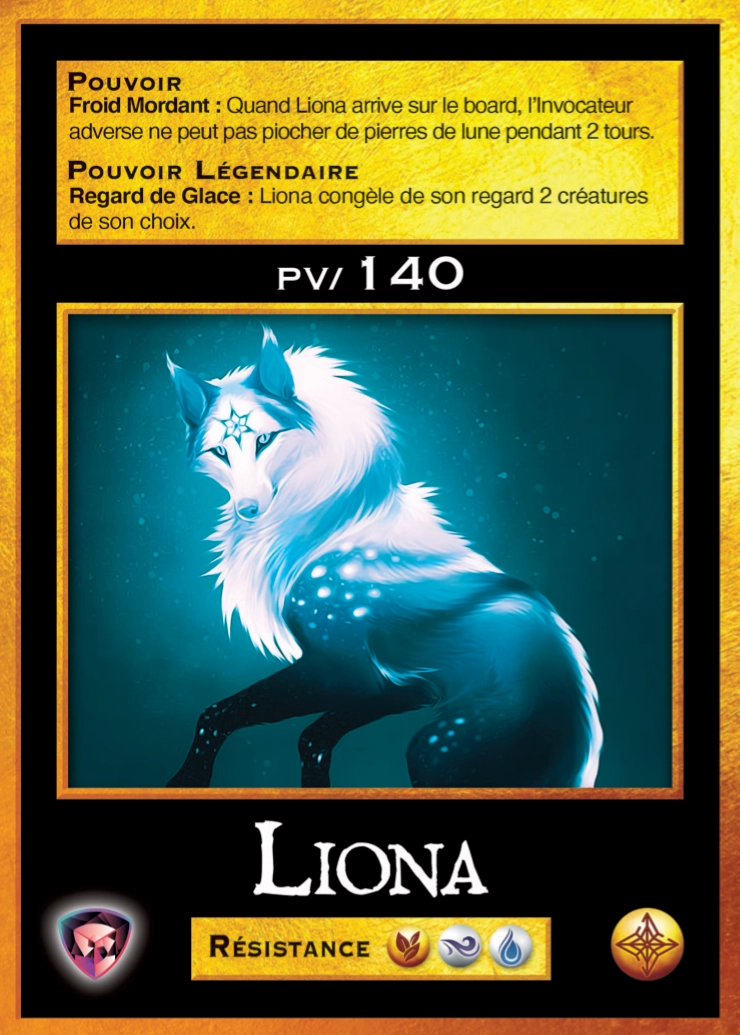 Pouvoir
Froid Mordant : Quand Liona arrive sur le board, l'Invocateur
adverse ne peut pas piocher de pierres de lune pendant 2 tours.
Pouvoir Légendaire
Regard de Glace : Liona congèle de son regard 2 créatures
de son choix.
PV/ 140
Liona
Résistance